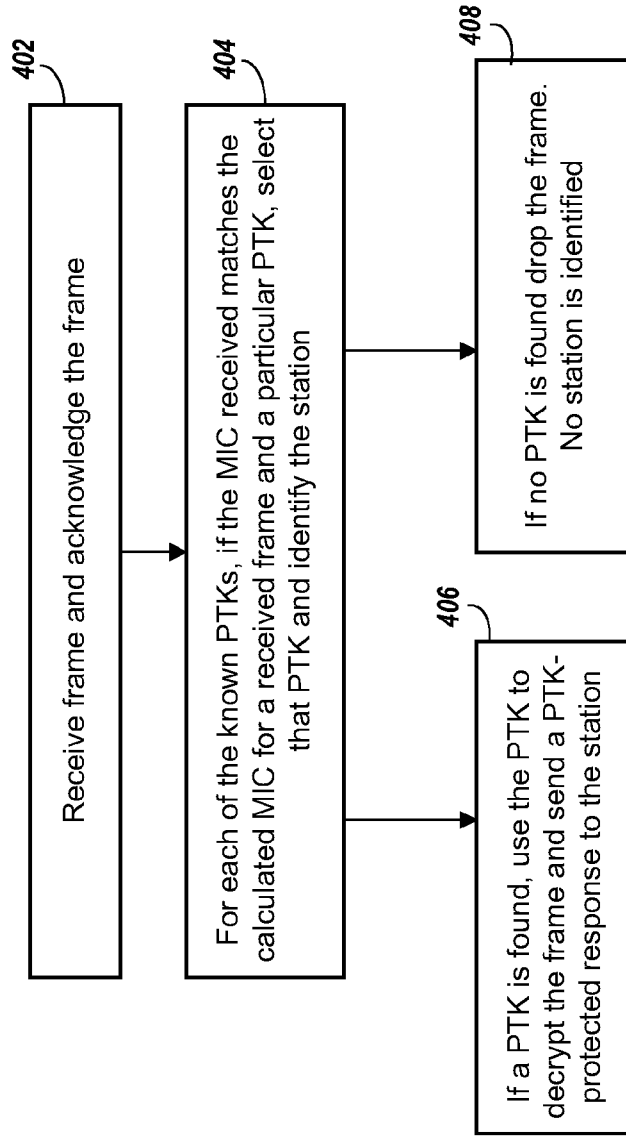 402
Receive frame and acknowledge the frame
404
For each of the known PTKs, if the MIC received matches the
calculated MIC for a received frame and a particular PTK, select
that PTK and identify the station
406
If a PTK is found, use the PTK to
decrypt the frame and send a PTK-
protected response to the station
408
If no PTK is found drop the frame.
No station is identified